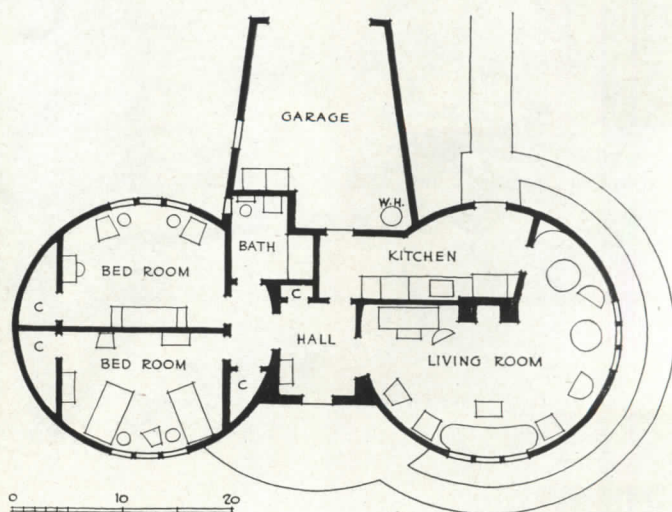 GARAGE
W.H.
BATH
KITCHEN
BED ROOM
C
C
HALL
C
BED ROOM
LIVING ROOM
C
0 10 20